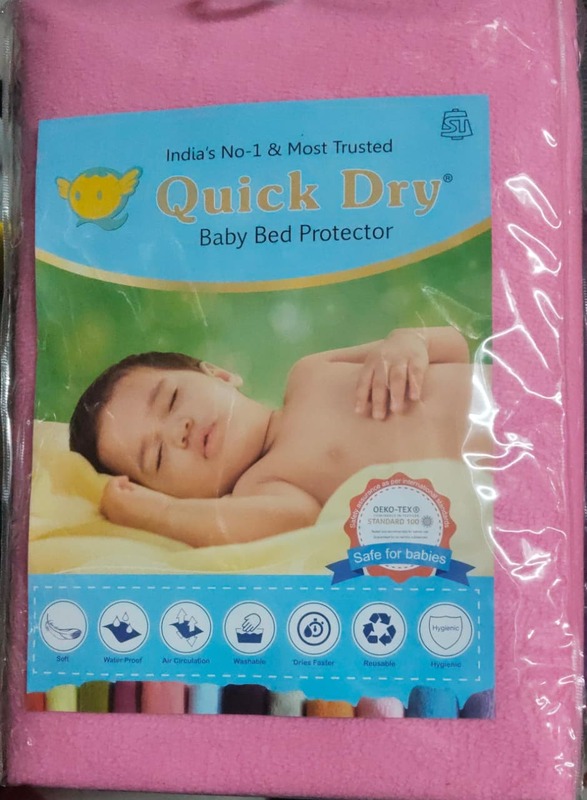 ST
India's No-1 & Most Trusted
Quick Dry®
Baby Bed Protector
OEKO-TEX®
STANDARD 100
Safe for babies
Soft
Water Proof
Air Circulation
Washable
Dries Faster
Reusable
Hygienic
Hygienic